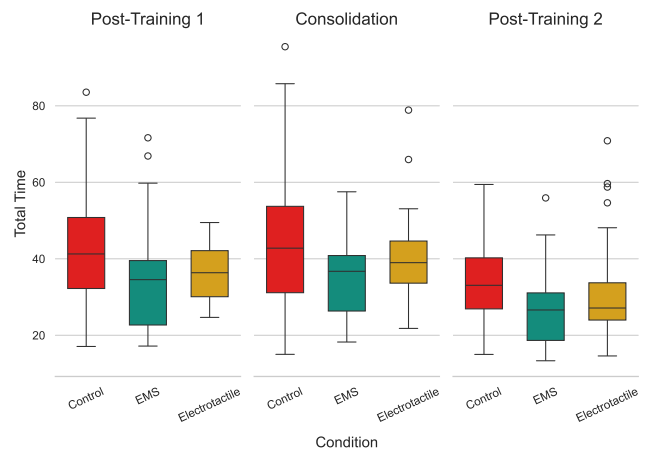 Post-Training 1
Consolidation
Post-Training 2
Total Time
80
60
40
20
Control
EMS
Electrotactile
Control
EMS
Electrotactile
Control
EMS
Electrotactile
Condition